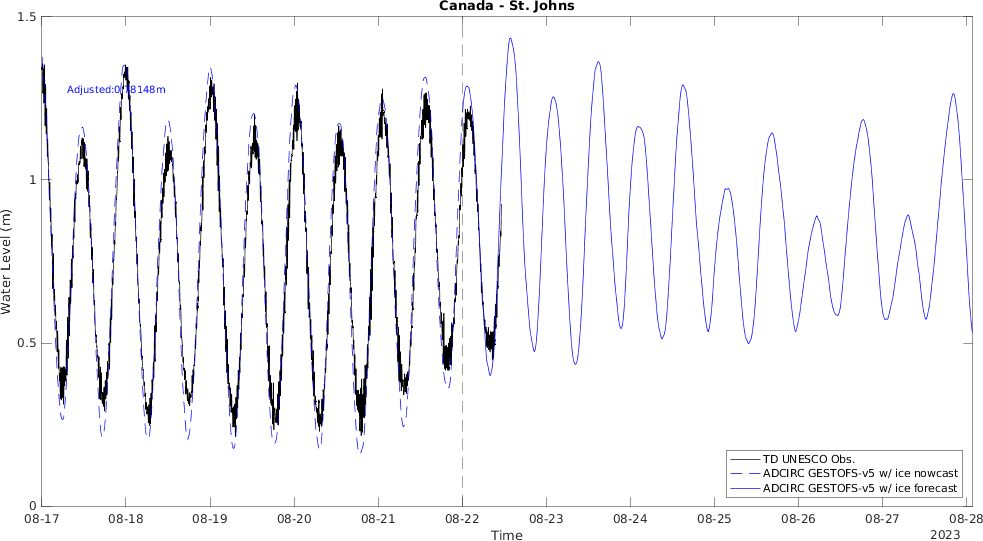 Canada - St. Johns
1.5
1
0.5
0
Water Level (m)
Adjusted:0.18148m
TD UNESCO Obs.
ADCIRC GESTOFS-v5 w/ ice nowcast
ADCIRC GESTOFS-v5 w/ ice forecast
08-17 08-18 08-19 08-20 08-21 08-22 08-23 08-24 08-25 08-26 08-27 08-28
Time
2023